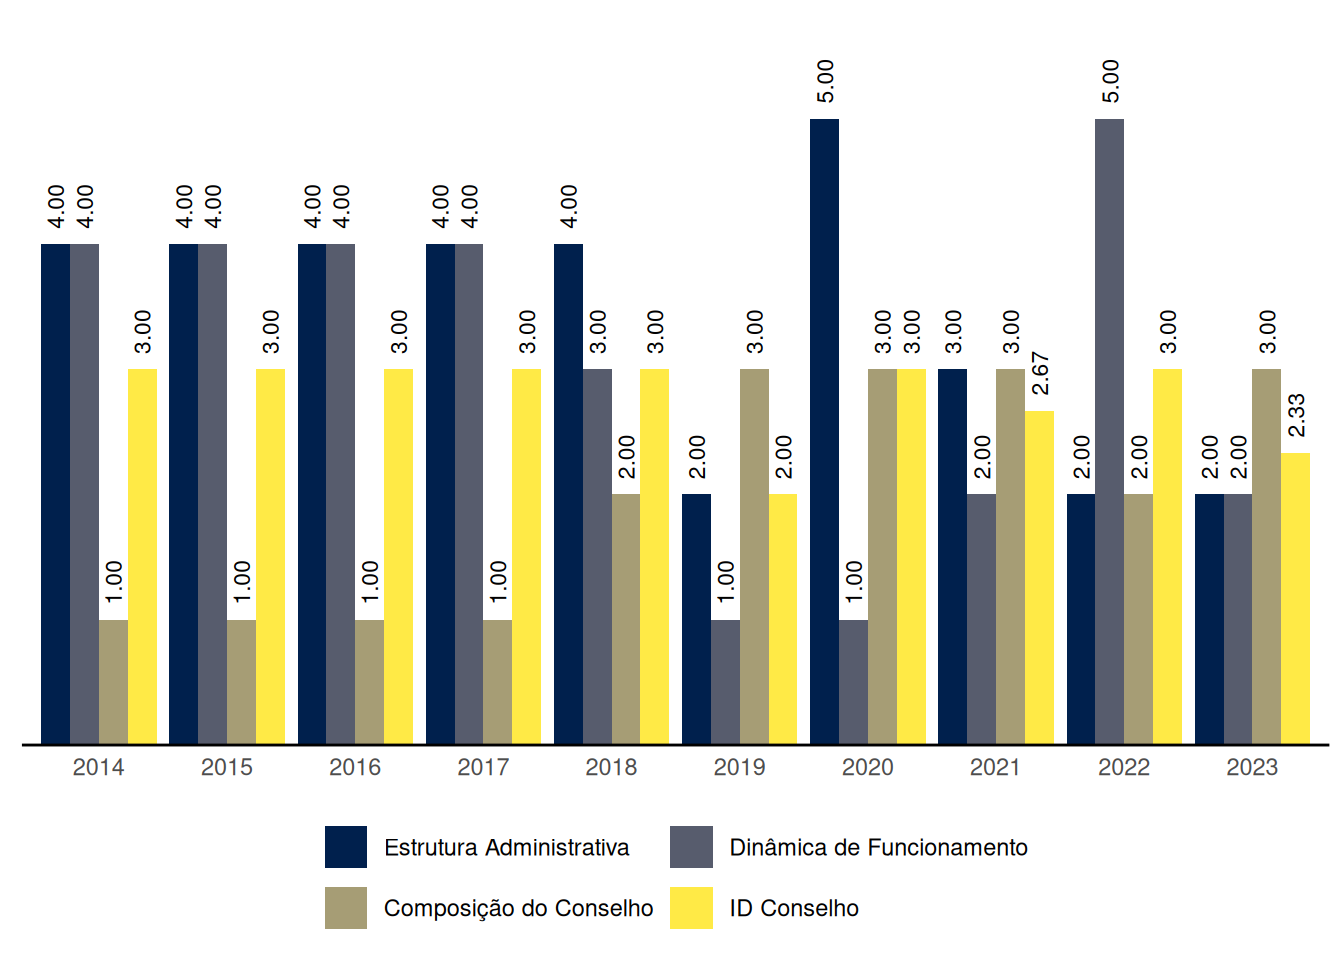 5.00 5.00
4.00 4.00 4.00 4.00 4.00 4.00 4.00 4.00 4.00
3.00 3.00 3.00 3.00 3.00 3.00 3.00 3.00 3.00 3.00 3.00 3.00 3.00
2.67
2.33
2.00 2.00 2.00 2.00 2.00 2.00 2.00 2.00
1.00 1.00 1.00 1.00 1.00 1.00
2014 2015 2016 2017 2018 2019 2020 2021 2022 2023
Estrutura Administrativa Dinâmica de Funcionamento
Composição do Conselho ID Conselho